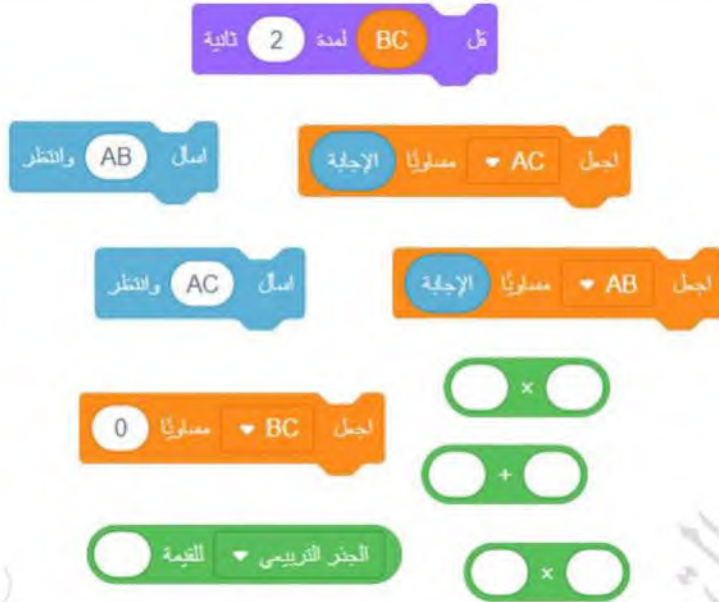 قل BC لمدة 2 ثانية
اجعل AC مساويًا الإجابة
اسأل AB وانتظر
اجعل AB مساويًا الإجابة
اسأل AC وانتظر
×
اجعل BC مساويًا 0
+
الجذر التربيعي للقيمة
×